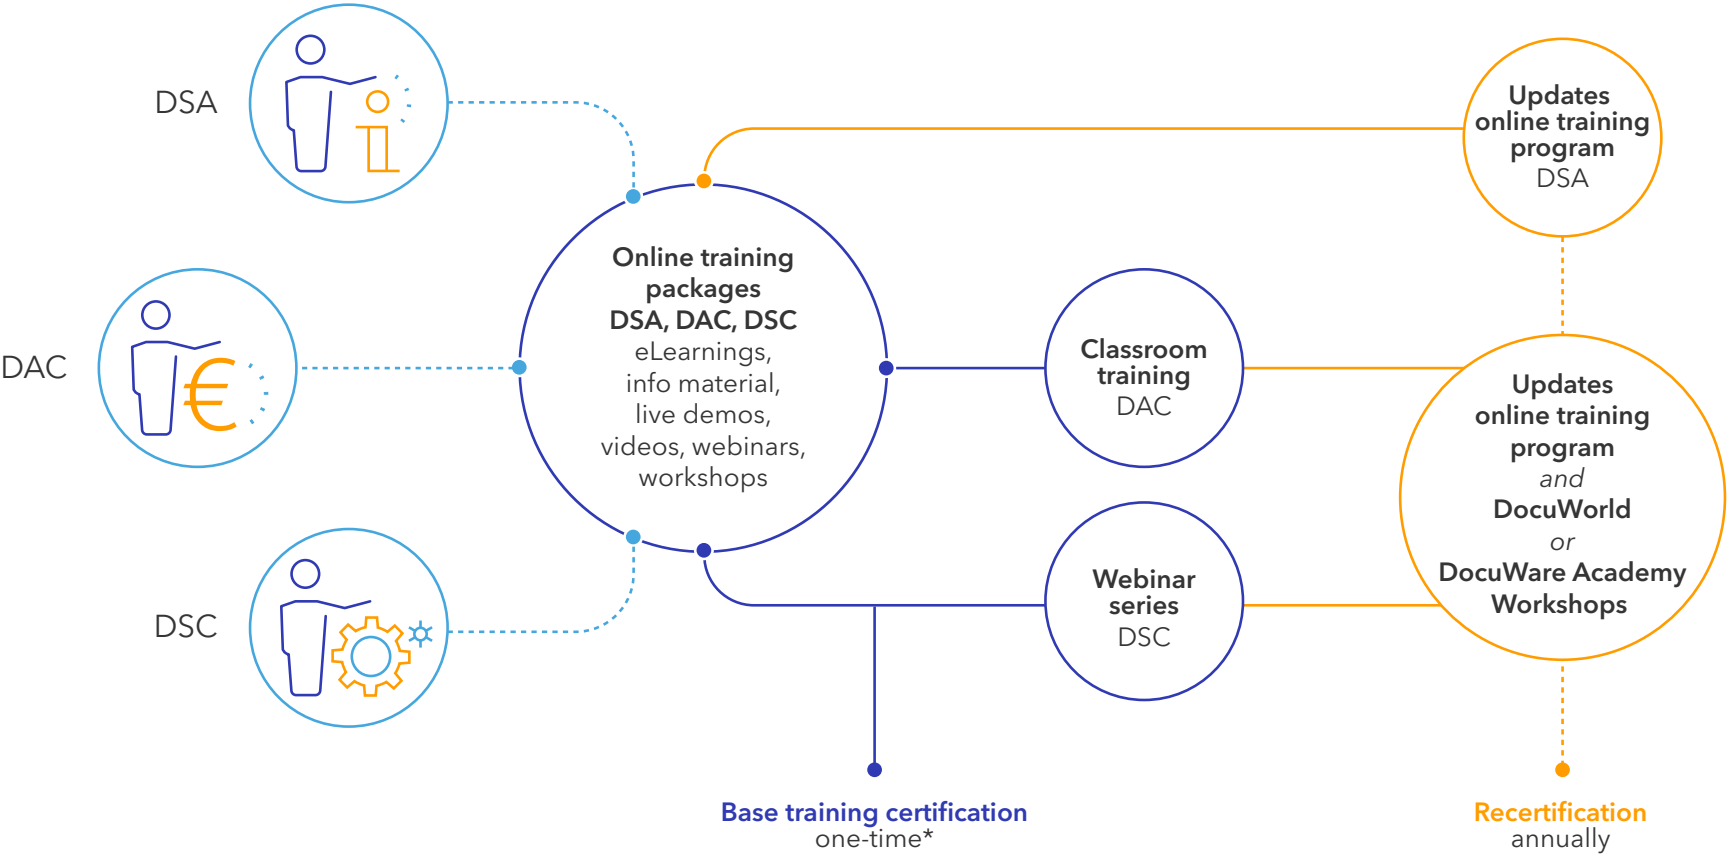 DSA
DAC
DSC
Online training
packages
DSA, DAC, DSC
eLearnings,
info material,
live demos,
videos, webinars,
workshops
Classroom
training
DAC
Webinar
series
DSC
Updates
online training
program
DSA
Updates
online training
program
and
DocuWorld
or
DocuWare Academy
Workshops
Base training certification
one-time*
Recertification
annually